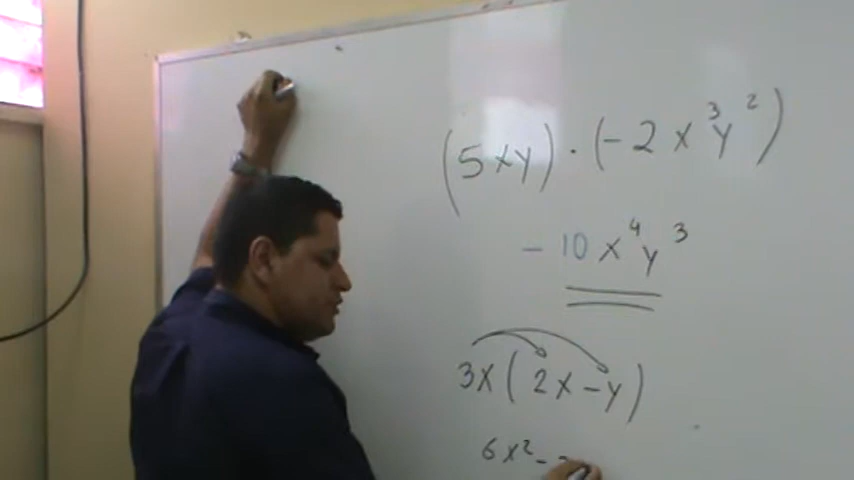 (5xy) · (-2x³y²)
- 10x⁴y³
3x(2x-y)
6x² -